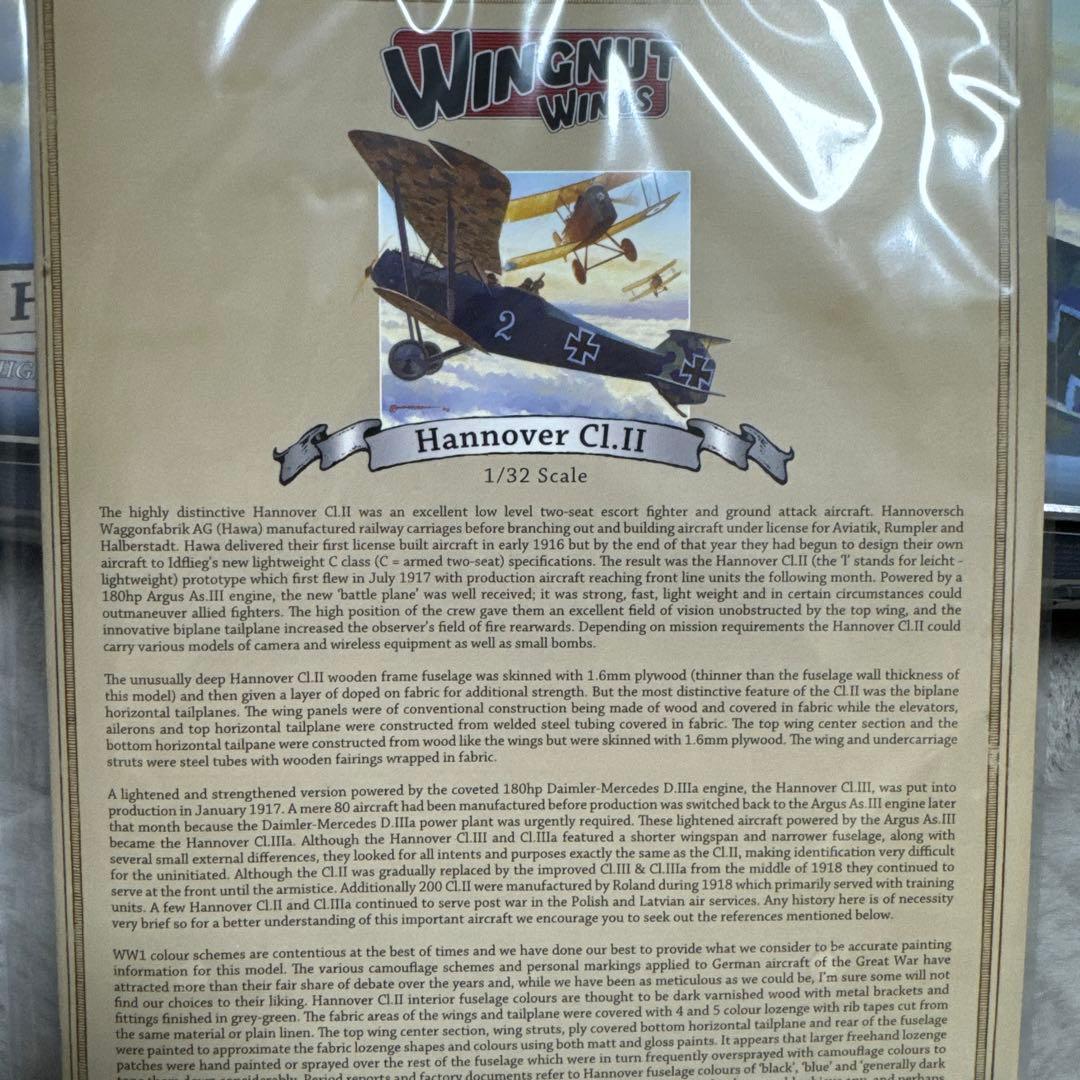 WINGNUT
WINGS
2
Hannover Cl.II
1/32 Scale
The highly distinctive Hannover Cl.II was an excellent low level two-seat escort fighter and ground attack aircraft. Hannoversch
Waggonfabrik AG (Hawa) manufactured railway carriages before branching out and building aircraft under license for Aviatik, Rumpler and
Halberstadt. Hawa delivered their first license built aircraft in early 1916 but by the end of that year they had begun to design their own
aircraft to Idflieg's new lightweight C class (C = armed two-seat) specifications. The result was the Hannover Cl.II (the 'l' stands for leicht -
lightweight) prototype which first flew in July 1917 with production aircraft reaching front line units the following month. Powered by a
180hp Argus As.III engine, the new 'battle plane' was well received; it was strong, fast, light weight and in certain circumstances could
outmaneuver allied fighters. The high position of the crew gave them an excellent field of vision unobstructed by the top wing, and the
innovative biplane tailplane increased the observer's field of fire rearwards. Depending on mission requirements the Hannover Cl.II could
carry various models of camera and wireless equipment as well as small bombs.
The unusually deep Hannover Cl.II wooden frame fuselage was skinned with 1.6mm plywood (thinner than the fuselage wall thickness of
this model) and then given a layer of doped on fabric for additional strength. But the most distinctive feature of the Cl.II was the biplane
horizontal tailplanes. The wing panels were of conventional construction being made of wood and covered in fabric while the elevators,
ailerons and top horizontal tailplane were constructed from welded steel tubing covered in fabric. The top wing center section and the
bottom horizontal tailpane were constructed from wood like the wings but were skinned with 1.6mm plywood. The wing and undercarriage
struts were steel tubes with wooden fairings wrapped in fabric.
A lightened and strengthened version powered by the coveted 180hp Daimler-Mercedes D.IIIa engine, the Hannover Cl.III, was put into
production in January 1917. A mere 80 aircraft had been manufactured before production was switched back to the Argus As.III engine later
that month because the Daimler-Mercedes D.IIIa power plant was urgently required. These lightened aircraft powered by the Argus As.III
became the Hannover Cl.IIIa. Although the Hannover Cl.III and Cl.IIIa featured a shorter wingspan and narrower fuselage, along with
several small external differences, they looked for all intents and purposes exactly the same as the Cl.II, making identification very difficult
for the uninitiated. Although the Cl.II was gradually replaced by the improved Cl.III & Cl.IIIa from the middle of 1918 they continued to
serve at the front until the armistice. Additionally 200 Cl.II were manufactured by Roland during 1918 which primarily served with training
units. A few Hannover Cl.II and Cl.IIIa continued to serve post war in the Polish and Latvian air services. Any history here is of necessity
very brief so for a better understanding of this important aircraft we encourage you to seek out the references mentioned below.
WW1 colour schemes are contentious at the best of times and we have done our best to provide what we consider to be accurate painting
information for this model. The various camouflage schemes and personal markings applied to German aircraft of the Great War have
attracted more than their fair share of debate over the years and, while we have been as meticulous as we could be, I'm sure some will not
find our choices to their liking. Hannover Cl.II interior fuselage colours are thought to be dark varnished wood with metal brackets and
fittings finished in grey-green. The fabric areas of the wings and tailplane were covered with 4 and 5 colour lozenge with rib tapes cut from
the same material or plain linen. The top wing center section, wing struts, ply covered bottom horizontal tailplane and rear of the fuselage
were painted to approximate the fabric lozenge shapes and colours using both matt and gloss paints. It appears that larger freehand lozenge
patches were hand painted or sprayed over the rest of the fuselage which were in turn frequently oversprayed with camouflage colours to
tone them down considerably. Period reports and factory documents refer to Hannover fuselage colours of 'black', 'blue' and 'generally dark